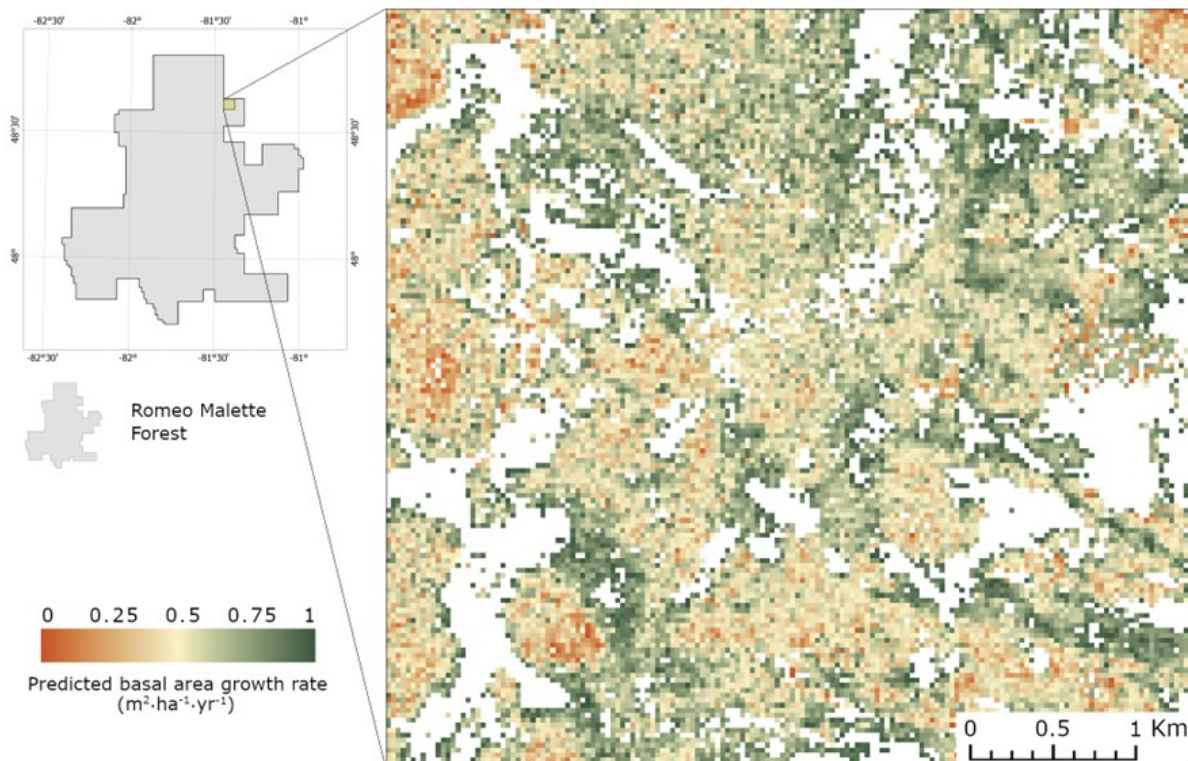 -82°30' -82° -81°30' -81°
48°30' 48°30'
48° 48°
-82°30' -82° -81°30' -81°
Romeo Malette
Forest
0 0.25 0.5 0.75 1
Predicted basal area growth rate
(m²·ha⁻¹·yr⁻¹)
0 0.5 1 Km